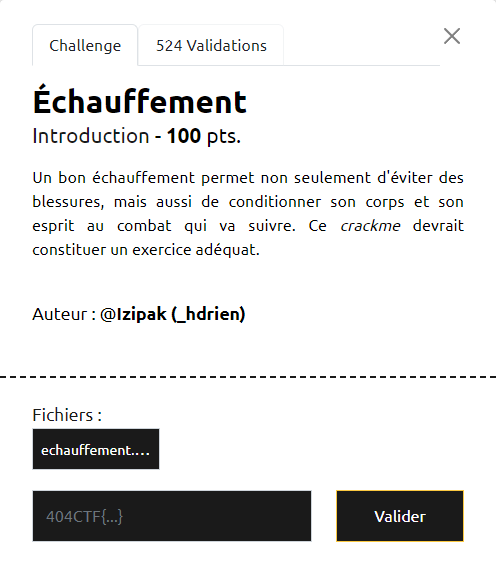 Challenge
524 Validations
Échauffement
Introduction - 100 pts.
Un bon échauffement permet non seulement d'éviter des
blessures, mais aussi de conditionner son corps et son
esprit au combat qui va suivre. Ce crackme devrait
constituer un exercice adéquat.
Auteur : @Izipak (_hdrien)
Fichiers :
echauffement....
404CTF{...}
Valider